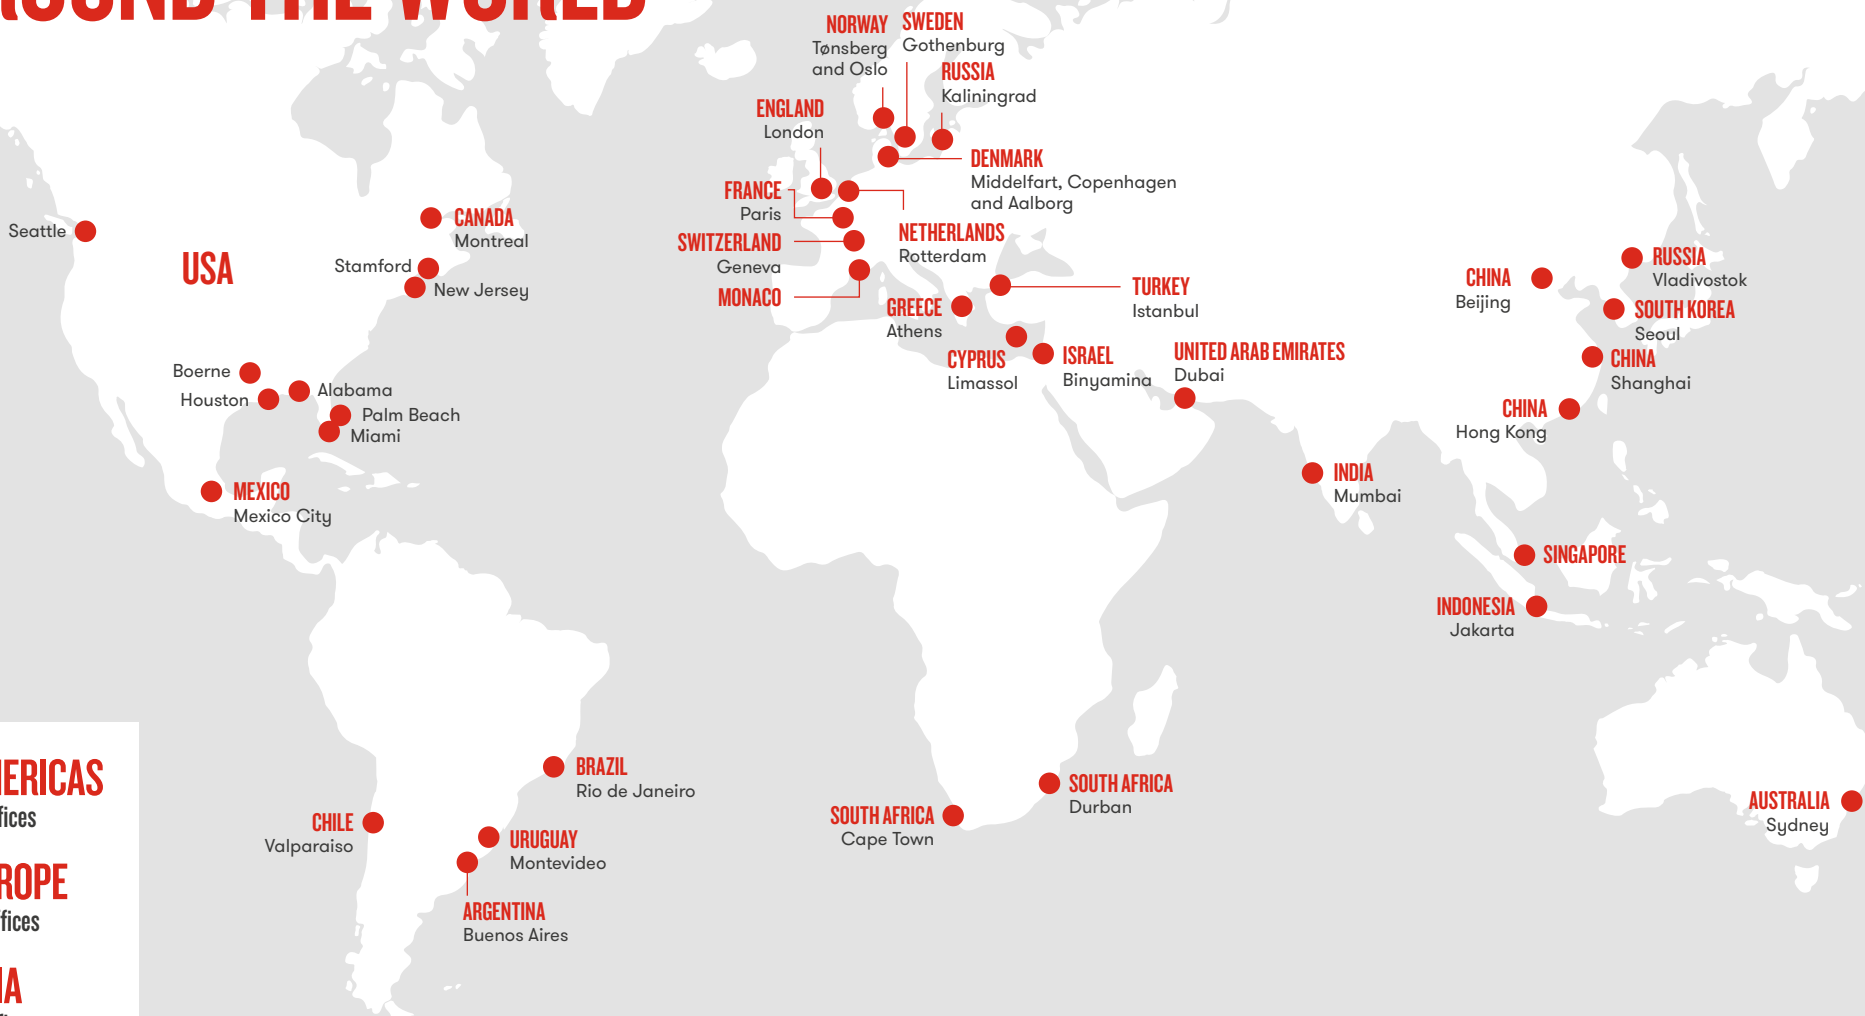 THE WORLD
NORWAY
Tønsberg
and Oslo
SWEDEN
Gothenburg
RUSSIA
Kaliningrad
ENGLAND
London
DENMARK
Middelfart, Copenhagen
and Aalborg
FRANCE
Paris
SWITZERLAND
Geneva
MONACO
NETHERLANDS
Rotterdam
Seattle
USA
CANADA
Montreal
Stamford
New Jersey
Boerne
Houston
Alabama
Palm Beach
Miami
MEXICO
Mexico City
GREECE
Athens
TURKEY
Istanbul
CYPRUS
Limassol
ISRAEL
Binyamina
UNITED ARAB EMIRATES
Dubai
CHINA
Beijing
RUSSIA
Vladivostok
SOUTH KOREA
Seoul
CHINA
Shanghai
CHINA
Hong Kong
INDIA
Mumbai
SINGAPORE
INDONESIA
Jakarta
BRAZIL
Rio de Janeiro
CHILE
Valparaiso
URUGUAY
Montevideo
ARGENTINA
Buenos Aires
SOUTH AFRICA
Cape Town
SOUTH AFRICA
Durban
AUSTRALIA
Sydney